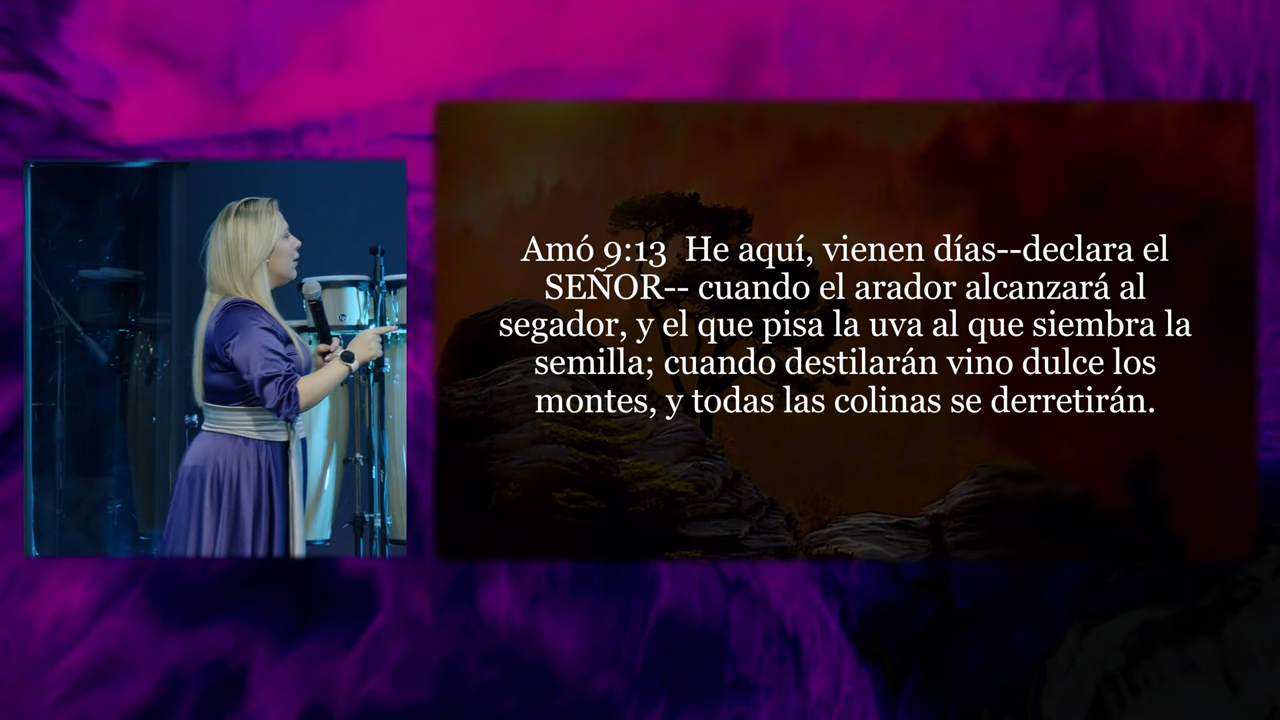 Amó 9:13  He aquí, vienen días--declara el
SEÑOR-- cuando el arador alcanzará al
segador, y el que pisa la uva al que siembra la
semilla; cuando destilarán vino dulce los
montes, y todas las colinas se derretirán.